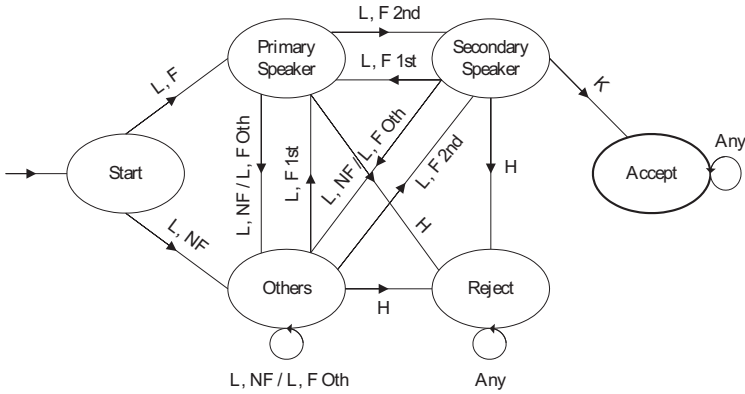 L, F 2nd
Primary
Speaker
Secondary
Speaker
L, F 1st
L, F
K
L, NF / L, F Oth
L, F 1st
L, NF / L, F Oth
L, F 2nd
H
H
Any
Start
Accept
L, NF
Others
H
Reject
L, NF / L, F Oth
Any